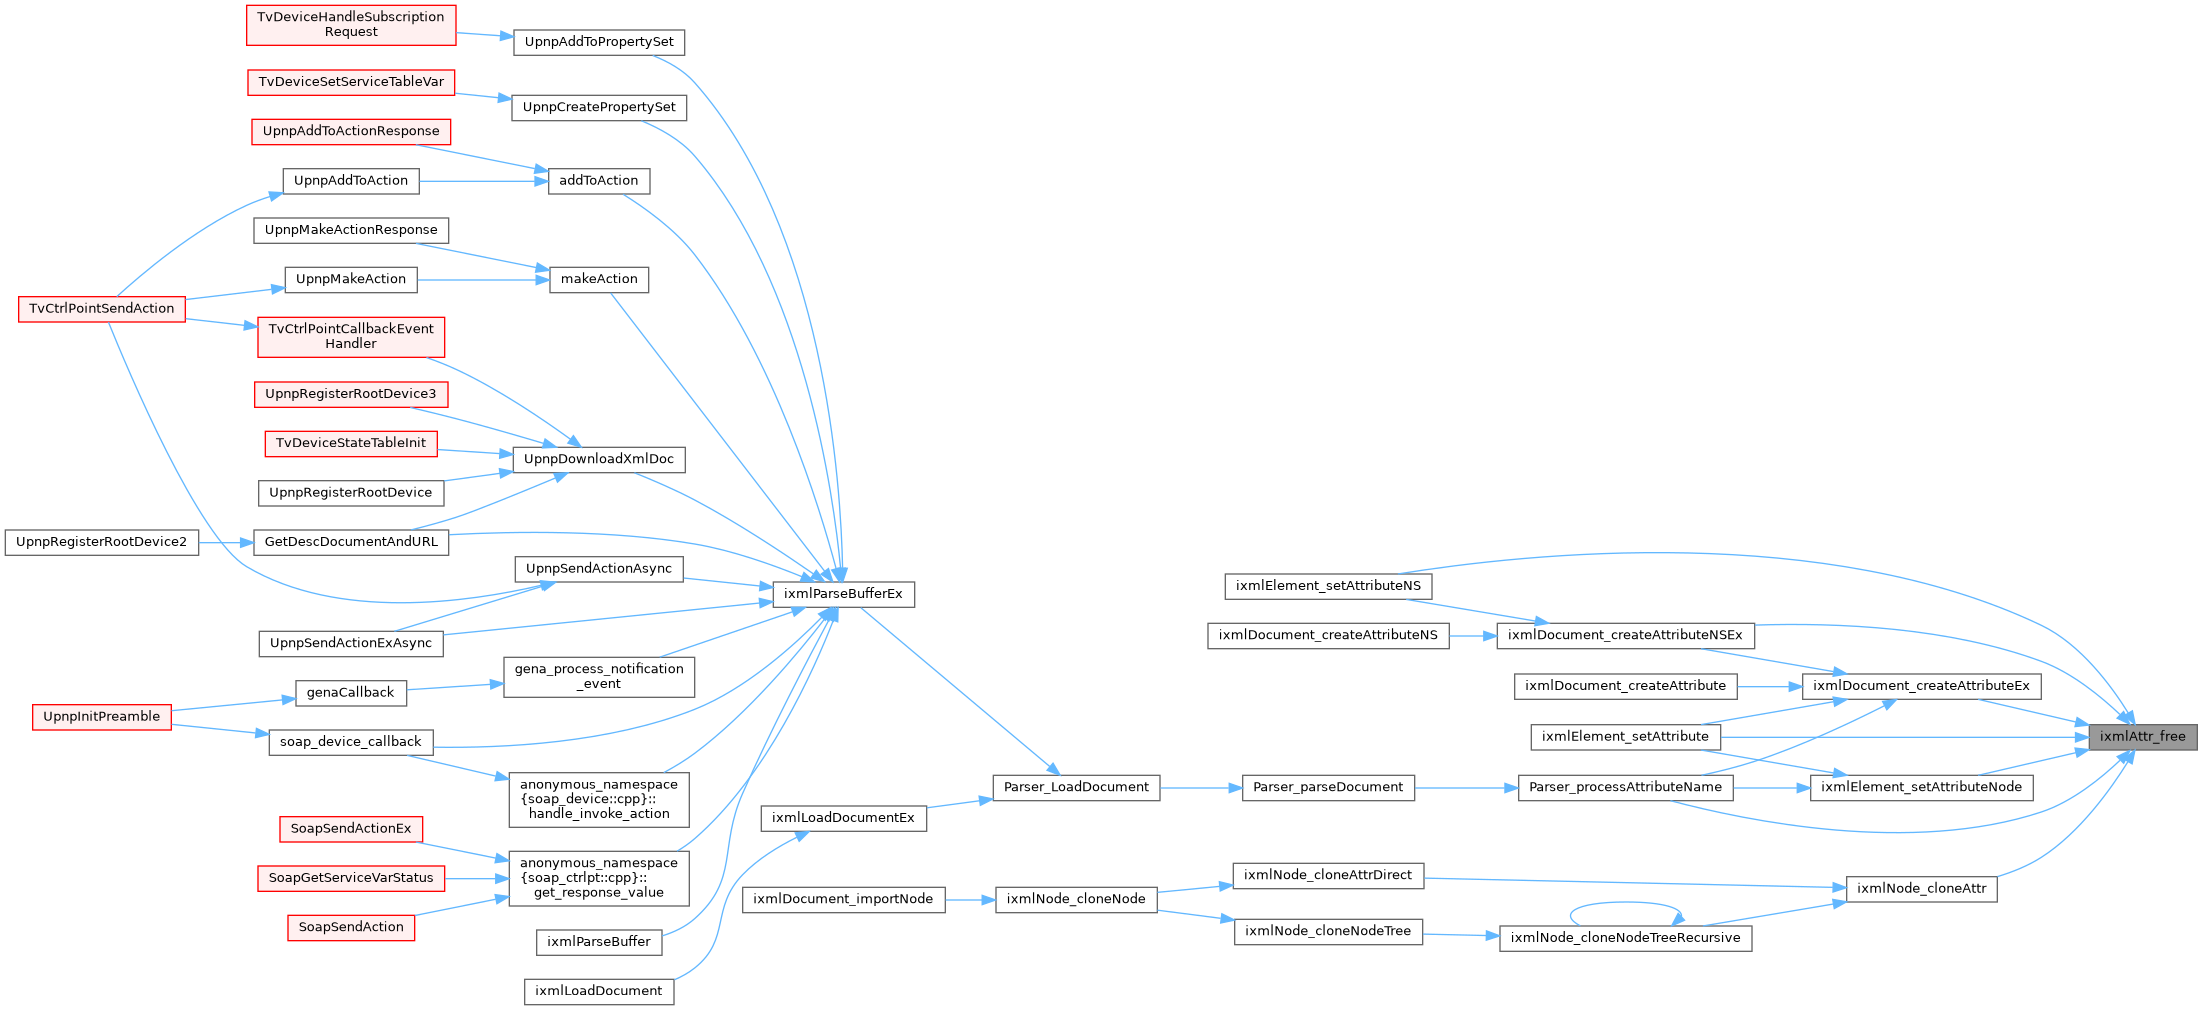 TvDeviceHandleSubscription
Request
UpnpAddToPropertySet
TvDeviceSetServiceTableVar
UpnpCreatePropertySet
UpnpAddToActionResponse
UpnpAddToAction
addToAction
UpnpMakeActionResponse
UpnpMakeAction
makeAction
TvCtrlPointSendAction
TvCtrlPointCallbackEvent
Handler
UpnpRegisterRootDevice3
TvDeviceStateTableInit
UpnpDownloadXmlDoc
UpnpRegisterRootDevice
UpnpRegisterRootDevice2
GetDescDocumentAndURL
UpnpSendActionAsync
ixmlParseBufferEx
UpnpSendActionExAsync
gena_process_notification
_event
genaCallback
UpnpInitPreamble
soap_device_callback
anonymous_namespace
{soap_device::cpp}::
handle_invoke_action
SoapSendActionEx
SoapGetServiceVarStatus
SoapSendAction
anonymous_namespace
{soap_ctrlpt::cpp}::
get_response_value
ixmlParseBuffer
ixmlLoadDocument
ixmlLoadDocumentEx
Parser_LoadDocument
Parser_parseDocument
Parser_processAttributeName
ixmlElement_setAttributeNS
ixmlDocument_createAttributeNS
ixmlDocument_createAttributeNSEx
ixmlDocument_createAttribute
ixmlDocument_createAttributeEx
ixmlElement_setAttribute
ixmlElement_setAttributeNode
ixmlAttr_free
ixmlDocument_importNode
ixmlNode_cloneNode
ixmlNode_cloneAttrDirect
ixmlNode_cloneNodeTree
ixmlNode_cloneNodeTreeRecursive
ixmlNode_cloneAttr